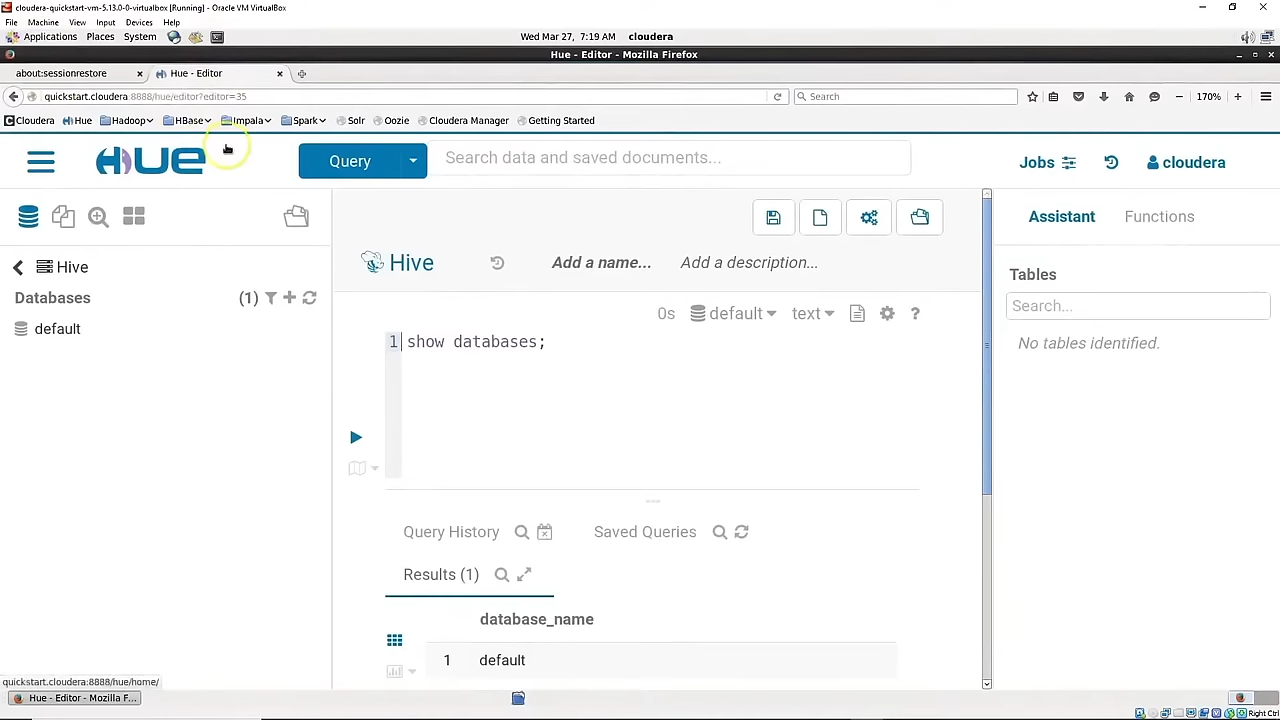 cloudera-quickstart-vm-5.13.0-0-virtualbox [Running] - Oracle VM VirtualBox
File Machine View Input Devices Help
Applications Places System Wed Mar 27, 7:19 AM cloudera
Hue - Editor - Mozilla Firefox
about:sessionrestore Hue - Editor
quickstart.cloudera:8888/hue/editor?editor=35 Search 170%
Cloudera Hue Hadoop HBase Impala Spark Solr Oozie Cloudera Manager Getting Started
HUE Query Search data and saved documents... Jobs cloudera
Assistant Functions
Hive
Hive Add a name... Add a description...
Databases (1)
default
Tables
Search...
No tables identified.
0s default text ?
1 show databases;
Query History Saved Queries
Results (1)
database_name
1 default
quickstart.cloudera:8888/hue/home/
Hue - Editor - Mozilla F...
Right Ctrl